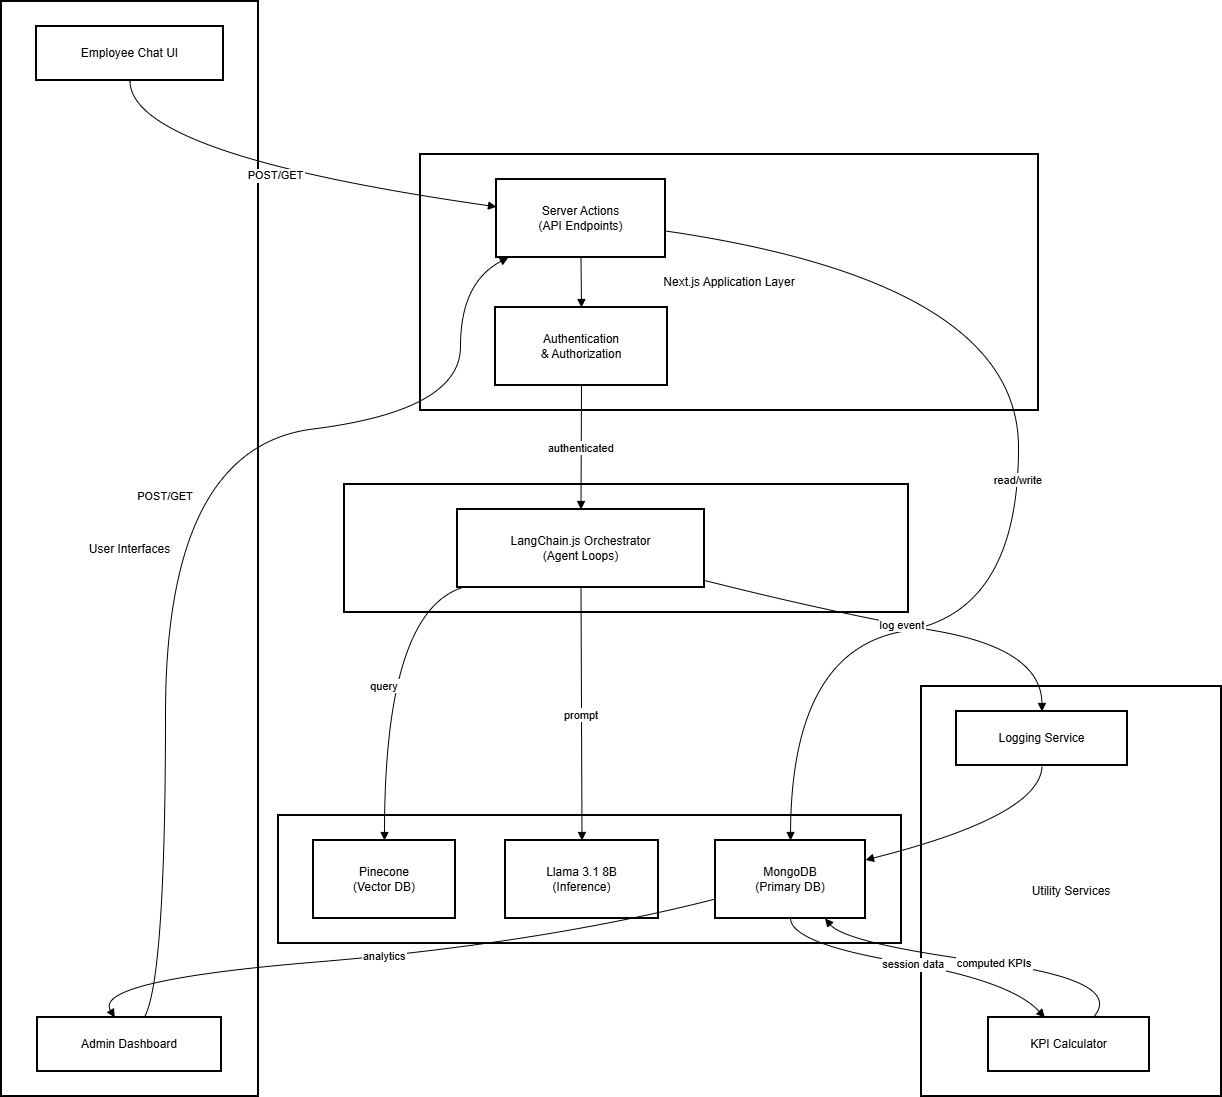 Employee Chat UI
POST/GET
Server Actions
(API Endpoints)
Next.js Application Layer
Authentication
& Authorization
authenticated
read/write
POST/GET
User Interfaces
LangChain.js Orchestrator
(Agent Loops)
log event
query
prompt
Logging Service
Pinecone
(Vector DB)
Llama 3.1 8B
(Inference)
MongoDB
(Primary DB)
Utility Services
analytics
session data
computed KPIs
Admin Dashboard
KPI Calculator